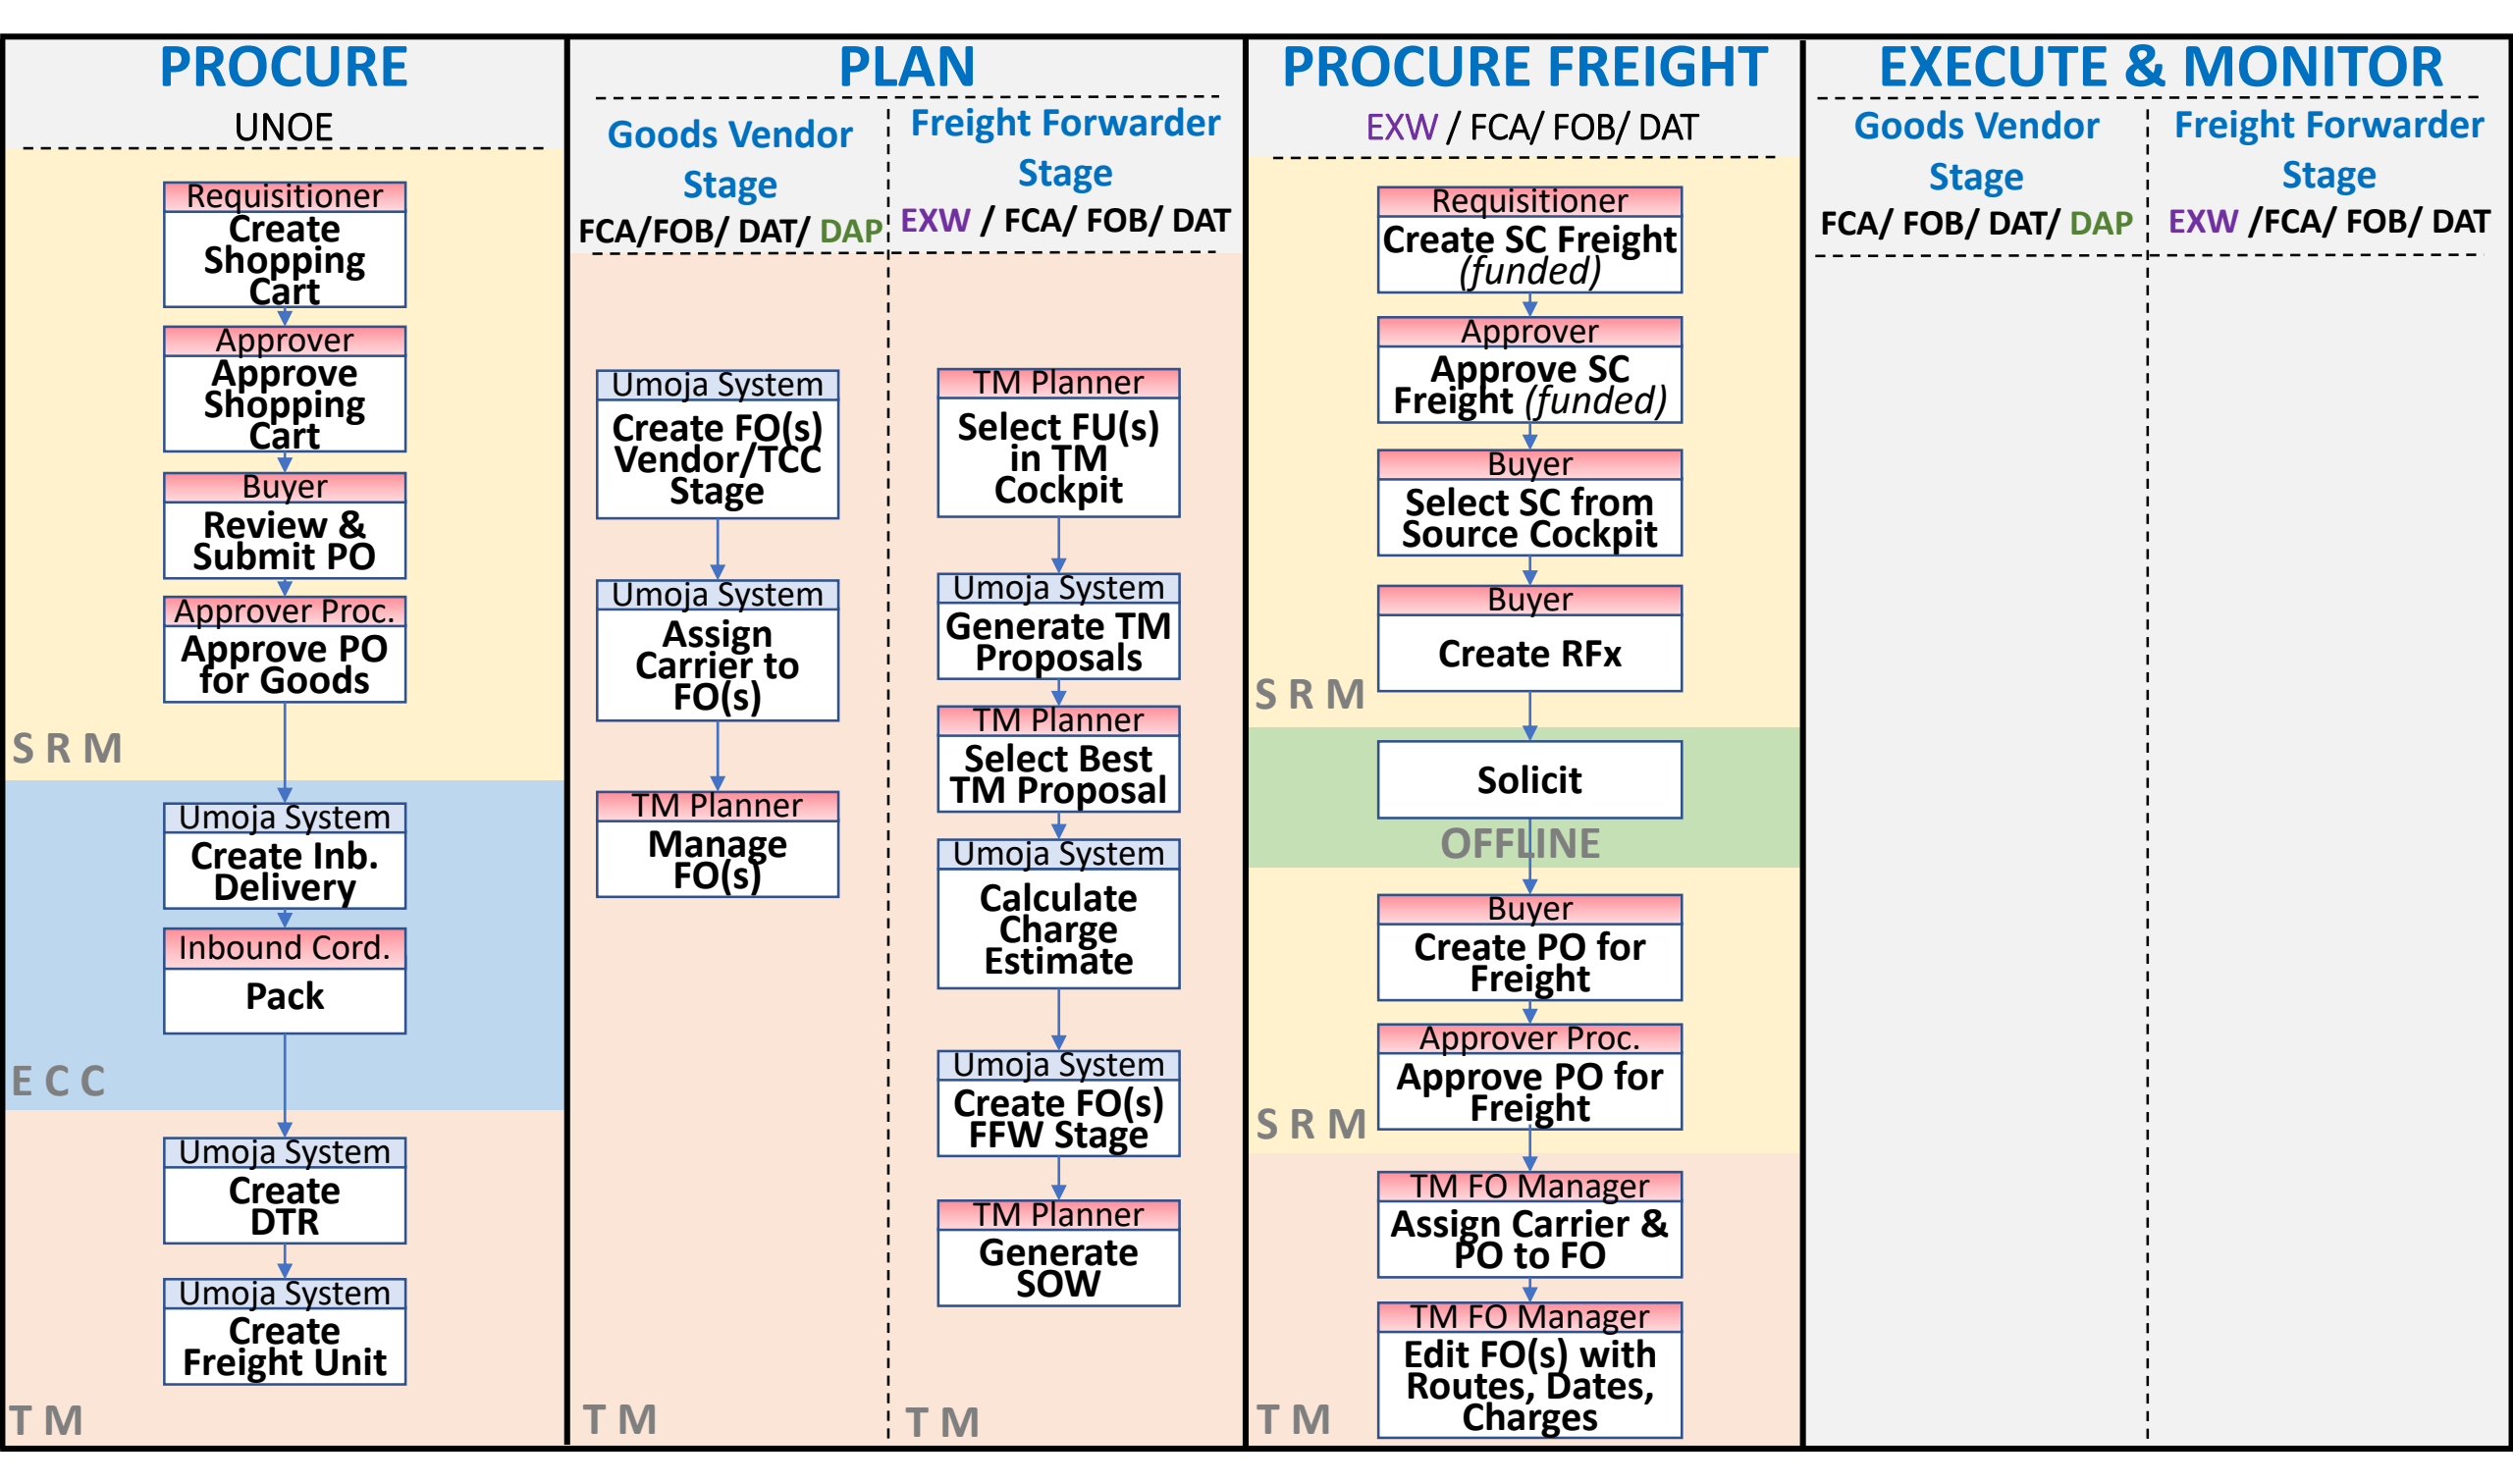 PROCURE
UNOE
Requisitioner
Create
Shopping
Cart
Approver
Approve
Shopping
Cart
Buyer
Review &
Submit PO
Approver Proc.
Approve PO
for Goods
S R M
Umoja System
Create Inb.
Delivery
Inbound Cord.
Pack
E C C
Umoja System
Create
DTR
Umoja System
Create
Freight Unit
T M
PLAN
Goods Vendor
Stage
FCA/FOB/ DAT/ DAP
Umoja System
Create FO(s)
Vendor/TCC
Stage
Umoja System
Assign
Carrier to
FO(s)
TM Planner
Manage
FO(s)
T M
Freight Forwarder
Stage
EXW / FCA/ FOB/ DAT
TM Planner
Select FU(s)
in TM
Cockpit
Umoja System
Generate TM
Proposals
TM Planner
Select Best
TM Proposal
Umoja System
Calculate
Charge
Estimate
Umoja System
Create FO(s)
FFW Stage
TM Planner
Generate
SOW
T M
PROCURE FREIGHT
EXW / FCA/ FOB/ DAT
Requisitioner
Create SC Freight
(funded)
Approver
Approve SC
Freight (funded)
Buyer
Select SC from
Source Cockpit
Buyer
Create RFx
S R M
Solicit
OFFLINE
Buyer
Create PO for
Freight
Approver Proc.
Approve PO for
Freight
S R M
TM FO Manager
Assign Carrier &
PO to FO
TM FO Manager
Edit FO(s) with
Routes, Dates,
Charges
T M
EXECUTE & MONITOR
Goods Vendor
Stage
FCA/ FOB/ DAT/ DAP
Freight Forwarder
Stage
EXW /FCA/ FOB/ DAT